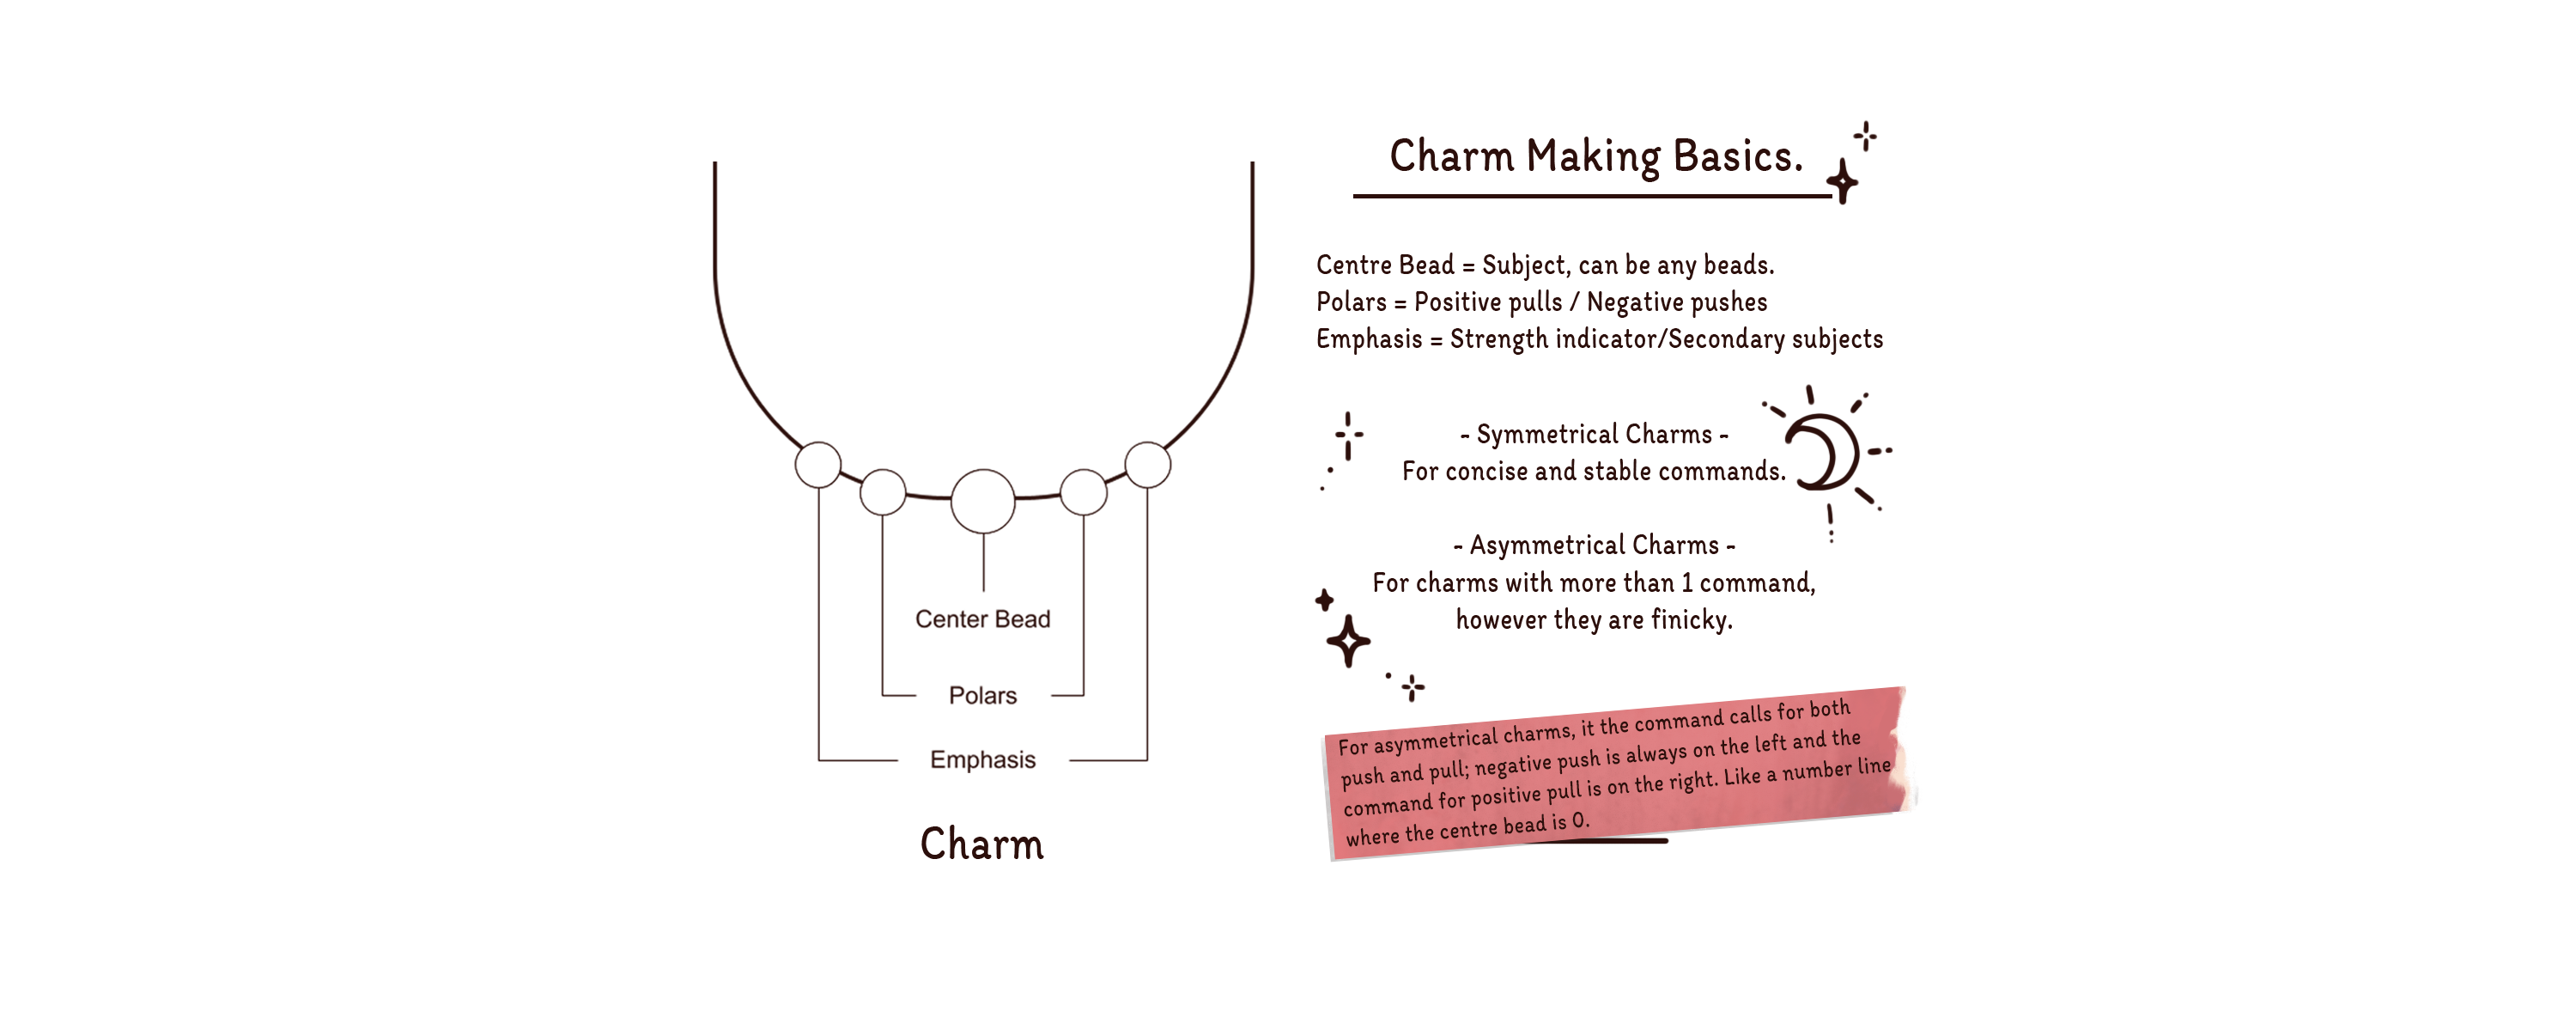 Center Bead
Polars
Emphasis
Charm
Charm Making Basics.
Centre Bead = Subject, can be any beads.
Polars = Positive pulls / Negative pushes
Emphasis = Strength indicator/Secondary subjects
- Symmetrical Charms -
For concise and stable commands.
- Asymmetrical Charms -
For charms with more than 1 command,
however they are finicky.
For asymmetrical charms, it the command calls for both
push and pull; negative push is always on the left and the
command for positive pull is on the right. Like a number line
where the centre bead is 0.